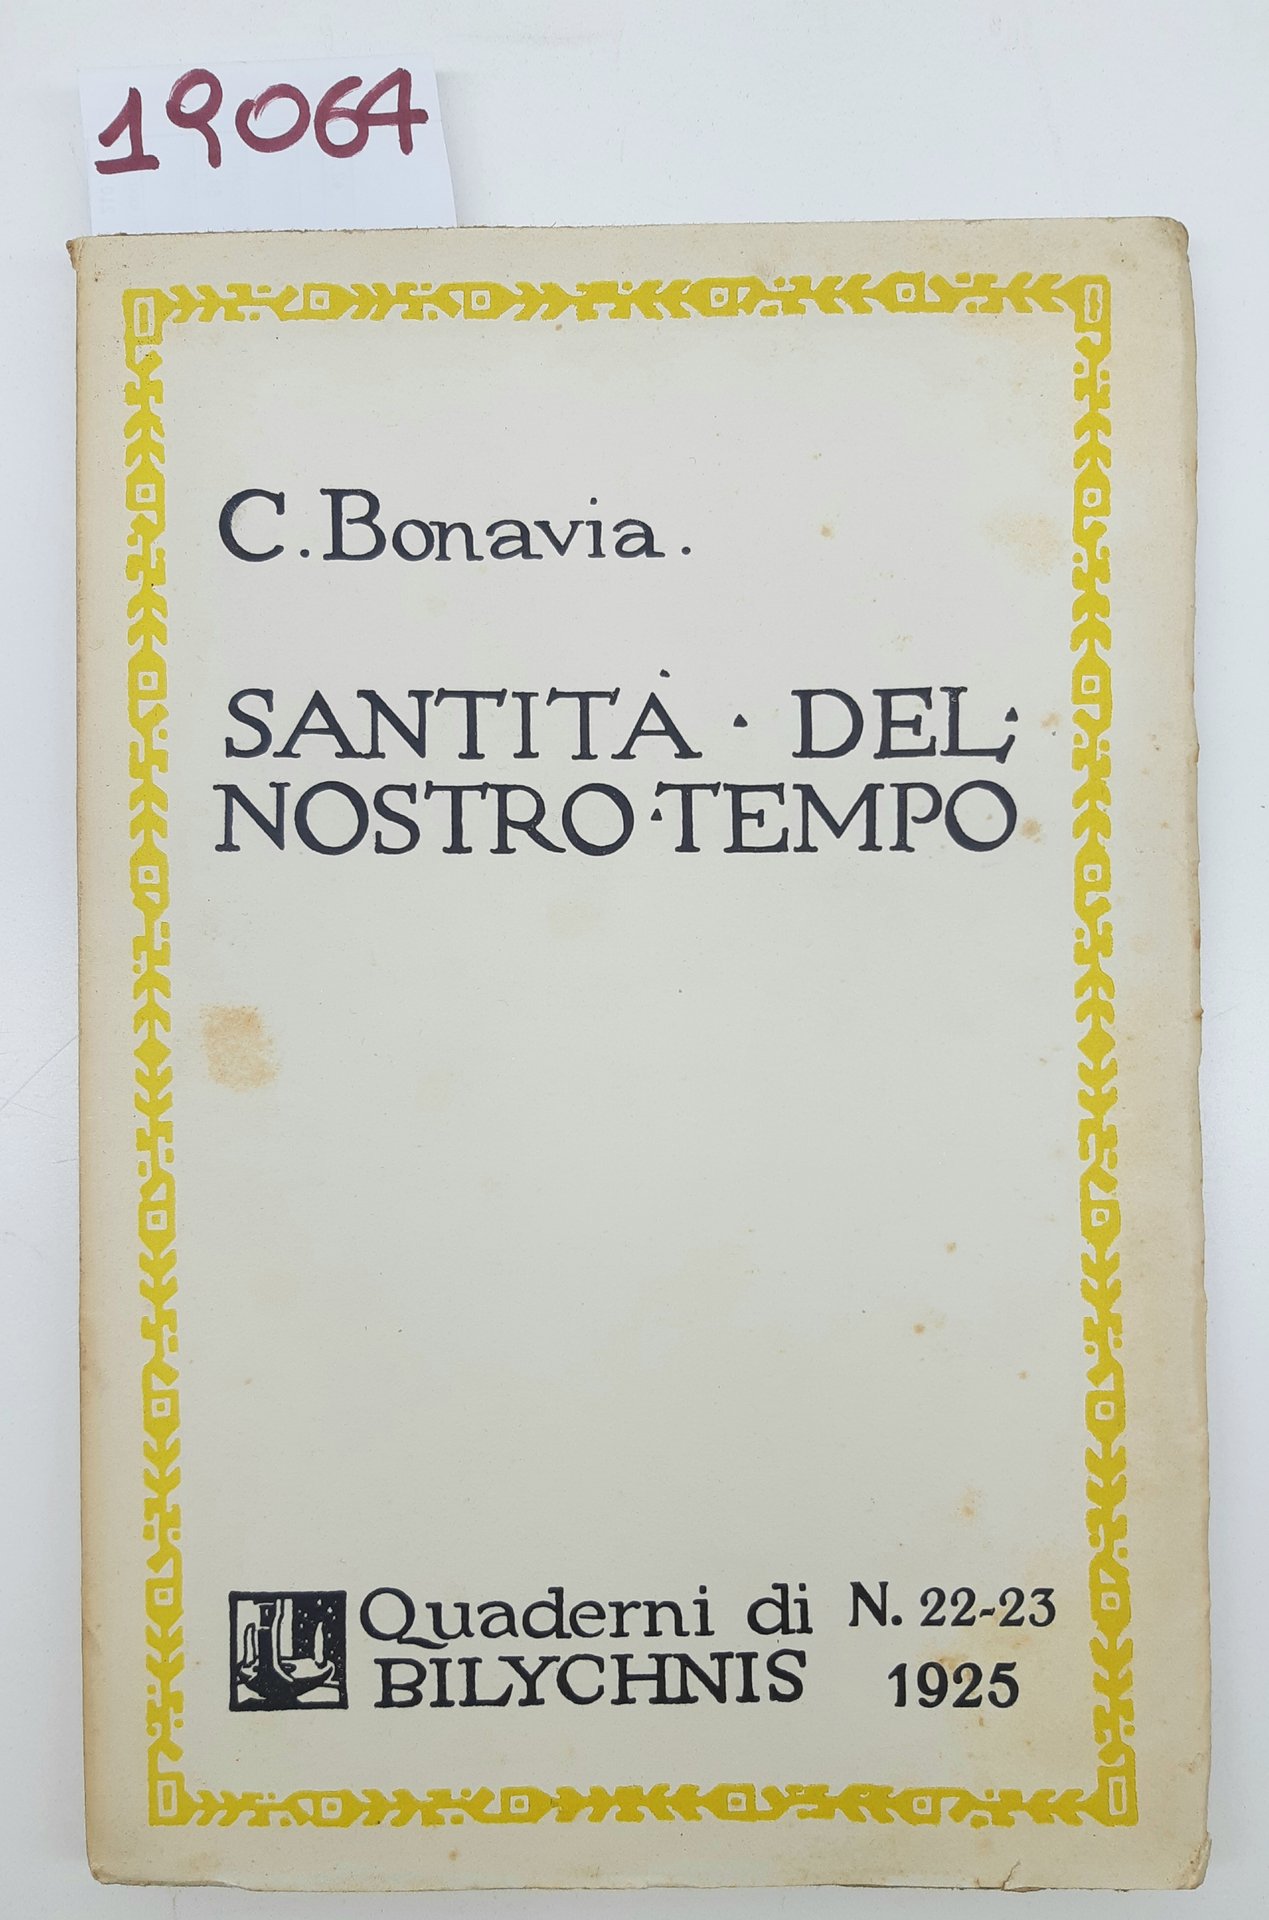 19064
C. Bonavia.
SANTITÀ · DEL·
NOSTRO·TEMPO
Quaderni di N. 22-23
BILYCHNIS 1925